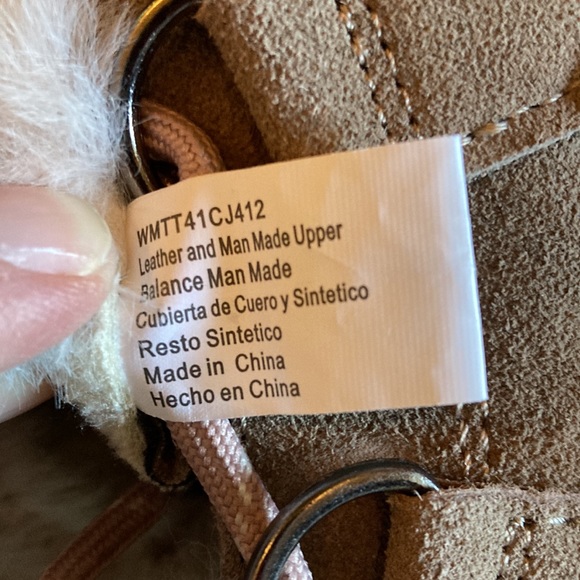 WMTT41CJ412
Leather and Man Made Upper
Balance Man Made
Cubierta de Cuero y Sintetico
Resto Sintetico
Made in China
Hecho en China